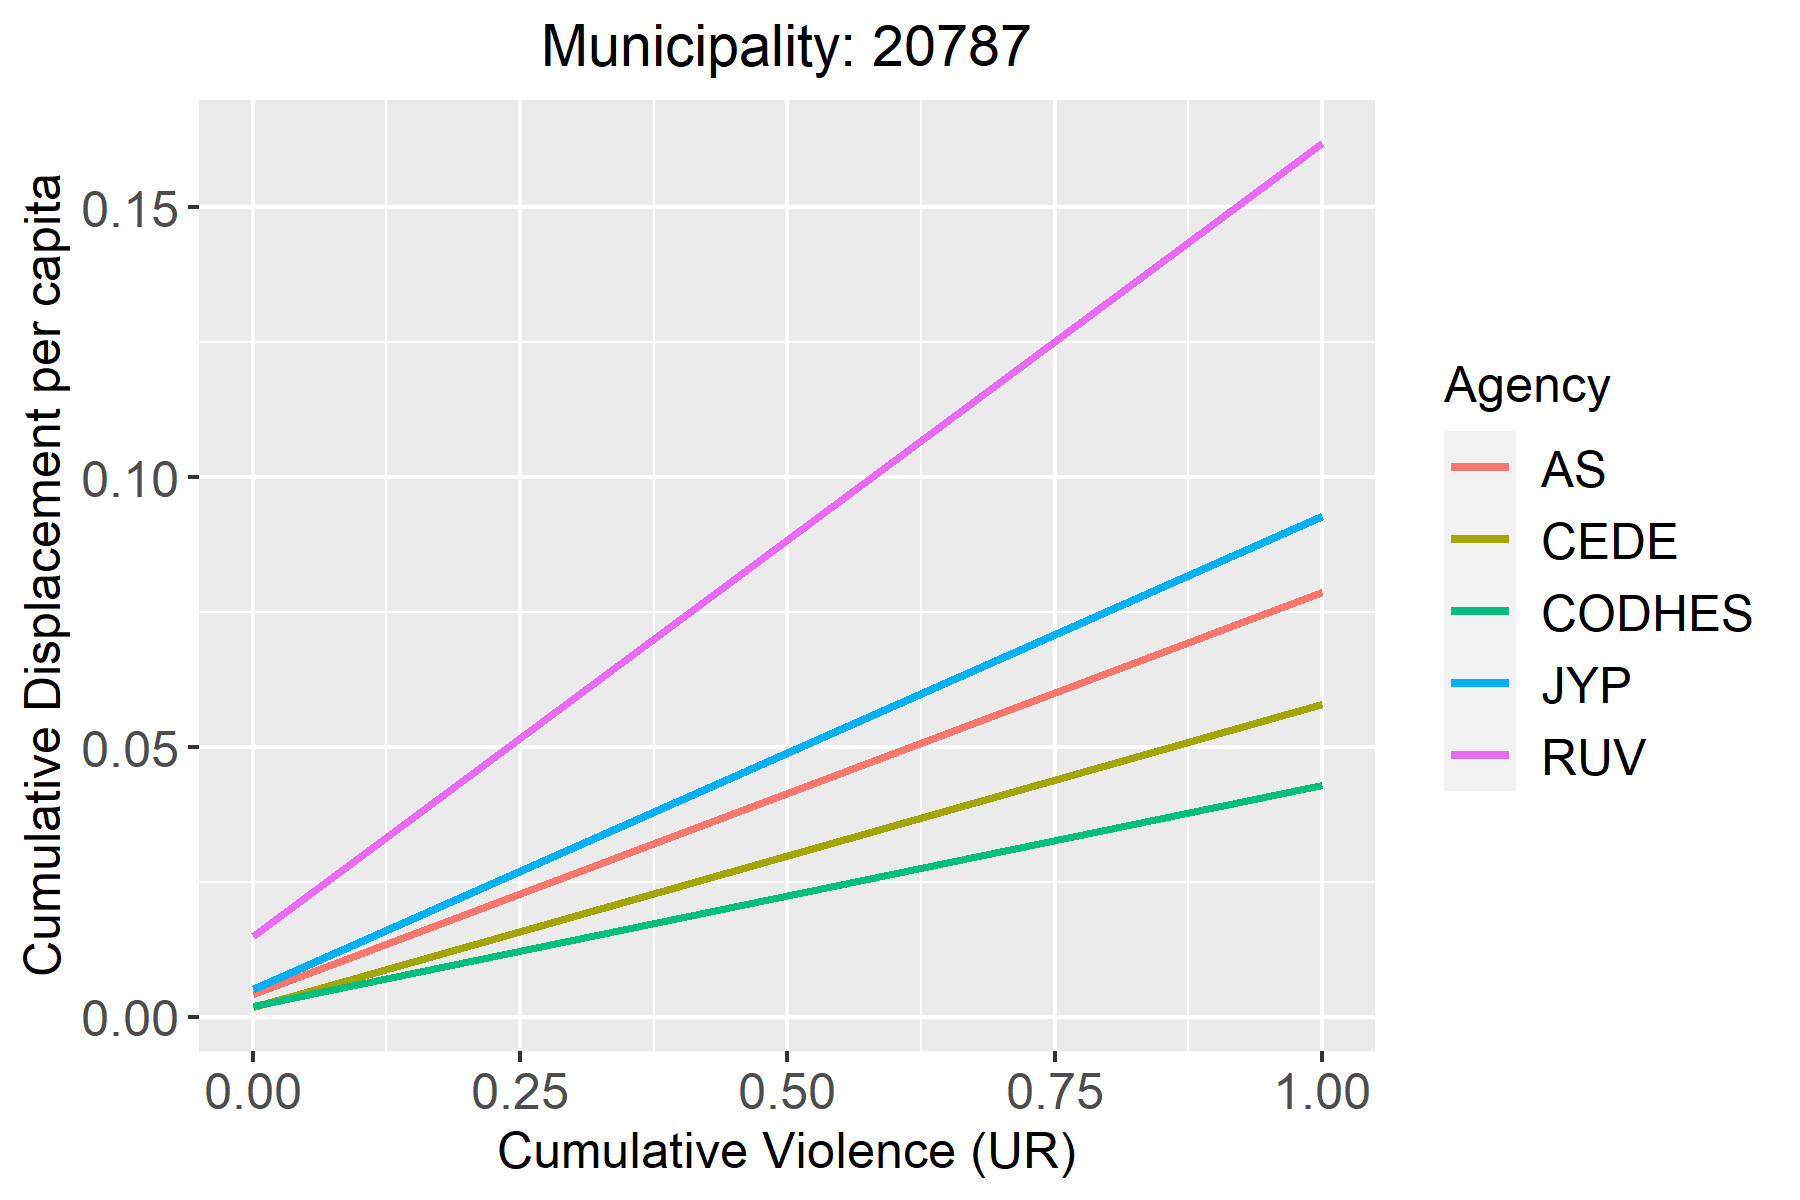 Municipality: 20787
Cumulative Displacement per capita
0.15
0.10
0.05
0.00
0.00 0.25 0.50 0.75 1.00
Cumulative Violence (UR)
Agency
AS
CEDE
CODHES
JYP
RUV